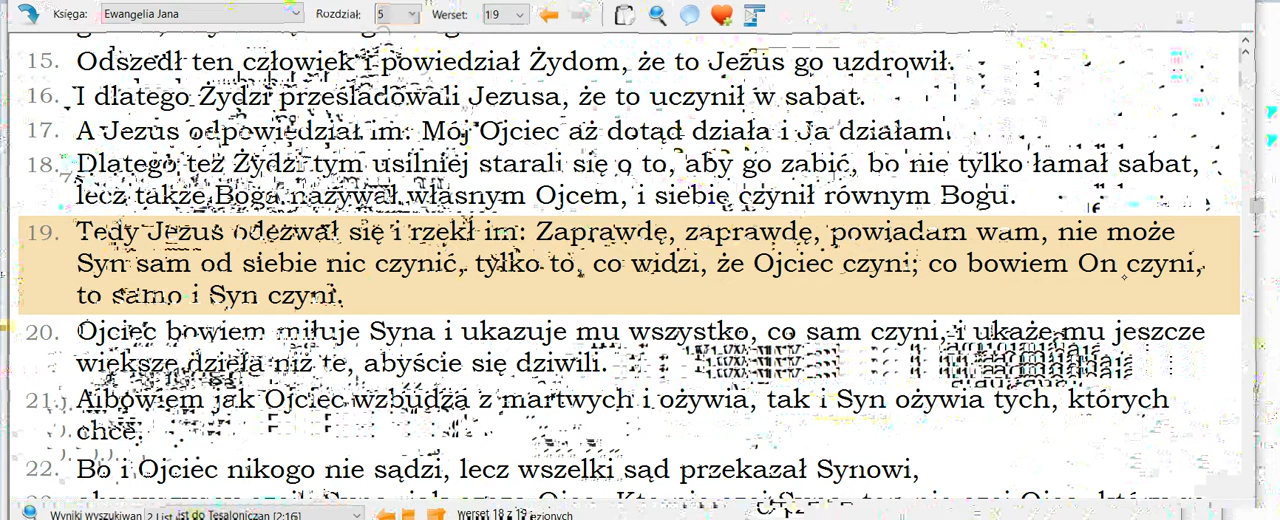 Księga: Ewangelia Jana Rozdział: 5 Werset: 19
15. Odszedł ten człowiek i powiedział Żydom, że to Jezus go uzdrowił.
16. I dlatego Żydzi prześladowali Jezusa, że to uczynił w sabat.
17. A Jezus odpowiedział im: Mój Ojciec aż dotąd działa i Ja działam.
18. Dlatego też Żydzi tym usilniej starali się o to, aby go zabić, bo nie tylko łamał sabat,
lecz także Boga nazywał własnym Ojcem, i siebie czynił równym Bogu.
19. Tedy Jezus odezwał się i rzekł im: Zaprawdę, zaprawdę, powiadam wam, nie może
Syn sam od siebie nic czynić, tylko to, co widzi, że Ojciec czyni; co bowiem On czyni,
to samo i Syn czyni.
20. Ojciec bowiem miłuje Syna i ukazuje mu wszystko, co sam czyni, i ukaże mu jeszcze
większe dzieła niż te, abyście się dziwili.
21. Albowiem jak Ojciec wzbudza z martwych i ożywia, tak i Syn ożywia tych, których
chce.
22. Bo i Ojciec nikogo nie sądzi, lecz wszelki sąd przekazał Synowi,
Wyniki wyszukiwan 2 List do Tesaloniczan (2:16) werset 18 z 19